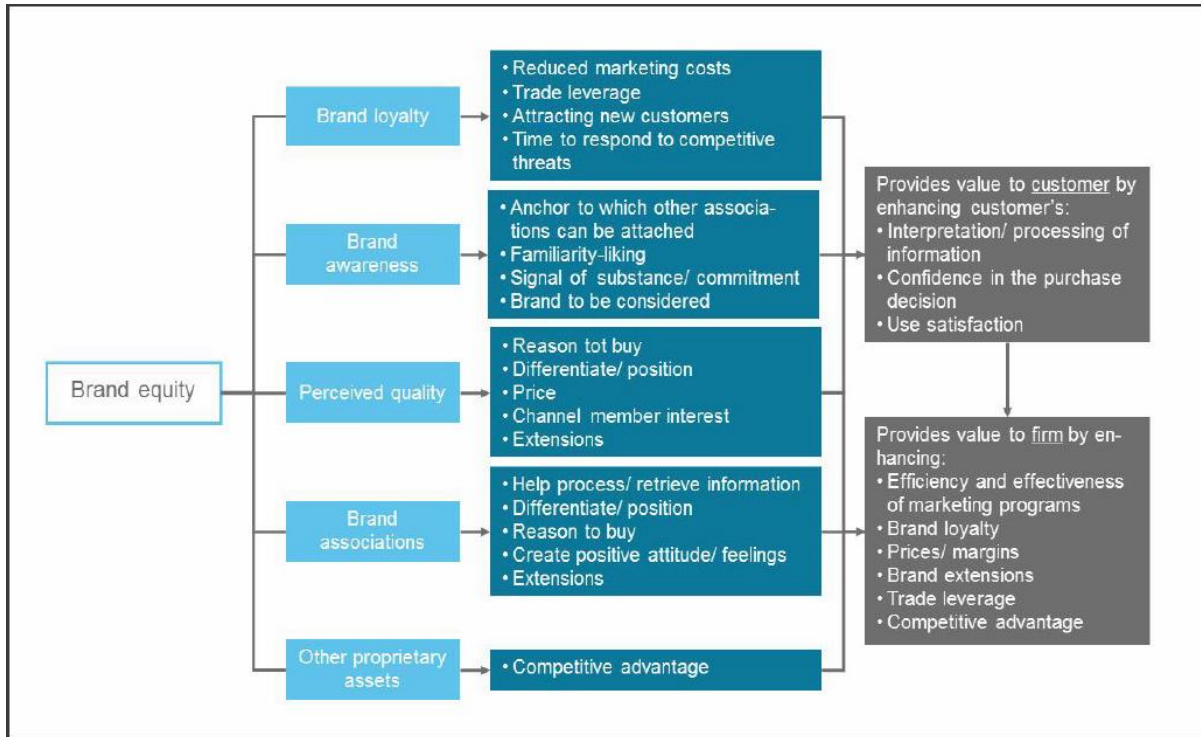 Brand equity
Brand loyalty
• Reduced marketing costs
• Trade leverage
• Attracting new customers
• Time to respond to competitive
threats
Brand
awareness
• Anchor to which other associa-
tions can be attached
• Familiarity-liking
• Signal of substance/ commitment
• Brand to be considered
Perceived quality
• Reason tot buy
• Differentiate/ position
• Price
• Channel member interest
• Extensions
Brand
associations
• Help process/ retrieve information
• Differentiate/ position
• Reason to buy
• Create positive attitude/ feelings
• Extensions
Other proprietary
assets
• Competitive advantage
Provides value to customer by
enhancing customer's:
• Interpretation/ processing of
information
• Confidence in the purchase
decision
• Use satisfaction
Provides value to firm by en-
hancing:
• Efficiency and effectiveness
of marketing programs
• Brand loyalty
• Prices/ margins
• Brand extensions
• Trade leverage
• Competitive advantage